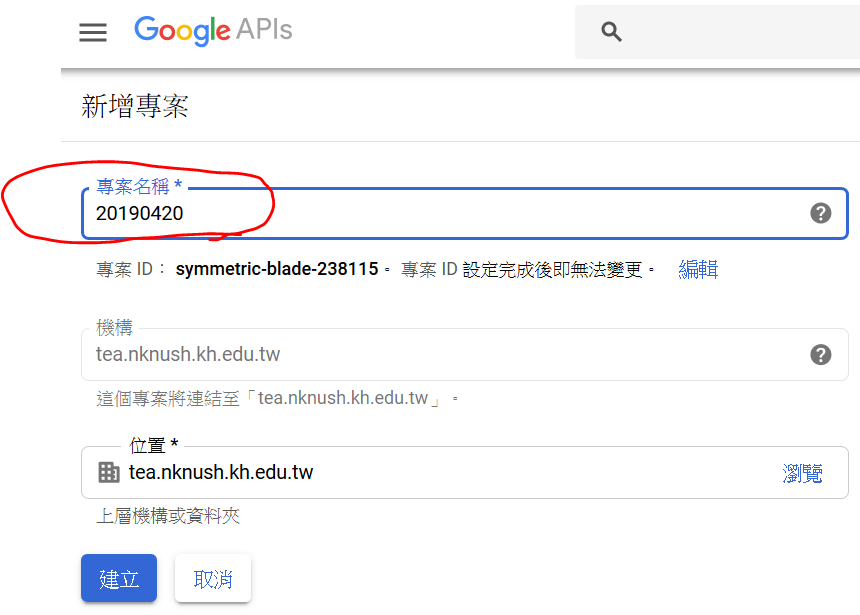 Google APIs
新增專案
專案名稱 *
20190420
專案 ID： symmetric-blade-238115。 專案 ID 設定完成後即無法變更。 編輯
機構
tea.nknush.kh.edu.tw
這個專案將連結至「tea.nknush.kh.edu.tw」。
位置 *
tea.nknush.kh.edu.tw 瀏覽
上層機構或資料夾
建立 取消